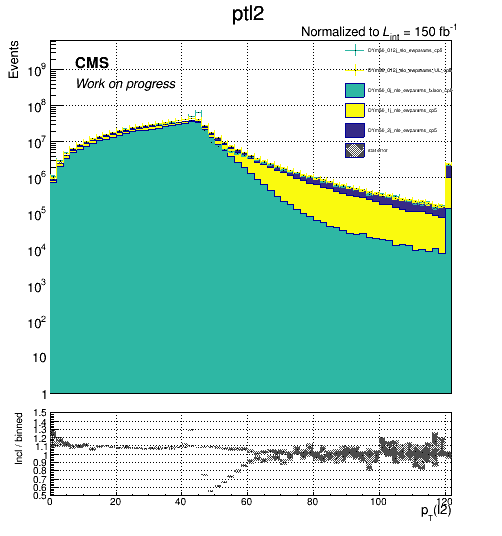 ptl2
Normalized to L_int = 150 fb^-1
Events
CMS
Work on progress
10^9
10^8
10^7
10^6
10^5
10^4
10^3
10^2
10
1
stat error
Incl / binned
1.5
1.4
1.3
1.2
1.1
1
0.9
0.8
0.7
0.6
0.5
0 20 40 60 80 100 120
p_T(l2)